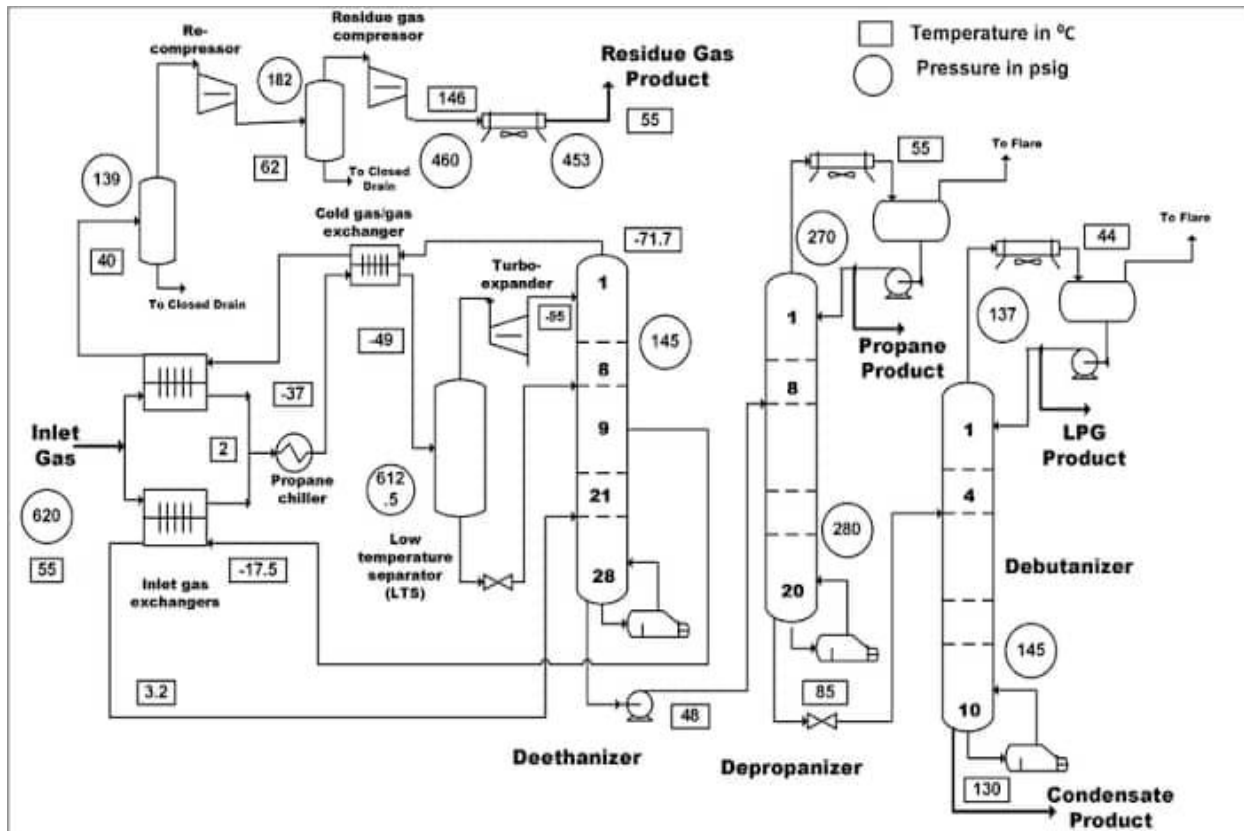 Re-
compressor
Residue gas
compressor
Residue Gas
Product
Temperature in ⁰C
Pressure in psig
182
146
55
460
453
62
To Closed
Drain
139
40
To Closed Drain
Cold gas/gas
exchanger
-71.7
Turbo-
expander
-95
-49
-37
2
Propane
chiller
Inlet
Gas
620
55
-17.5
Inlet gas
exchangers
3.2
612
.5
Low
temperature
separator
(LTS)
1
145
8
9
21
28
48
Deethanizer
55
To Flare
270
1
Propane
Product
8
280
20
85
Depropanizer
44
To Flare
137
1
LPG
Product
4
Debutanizer
145
10
130
Condensate
Product